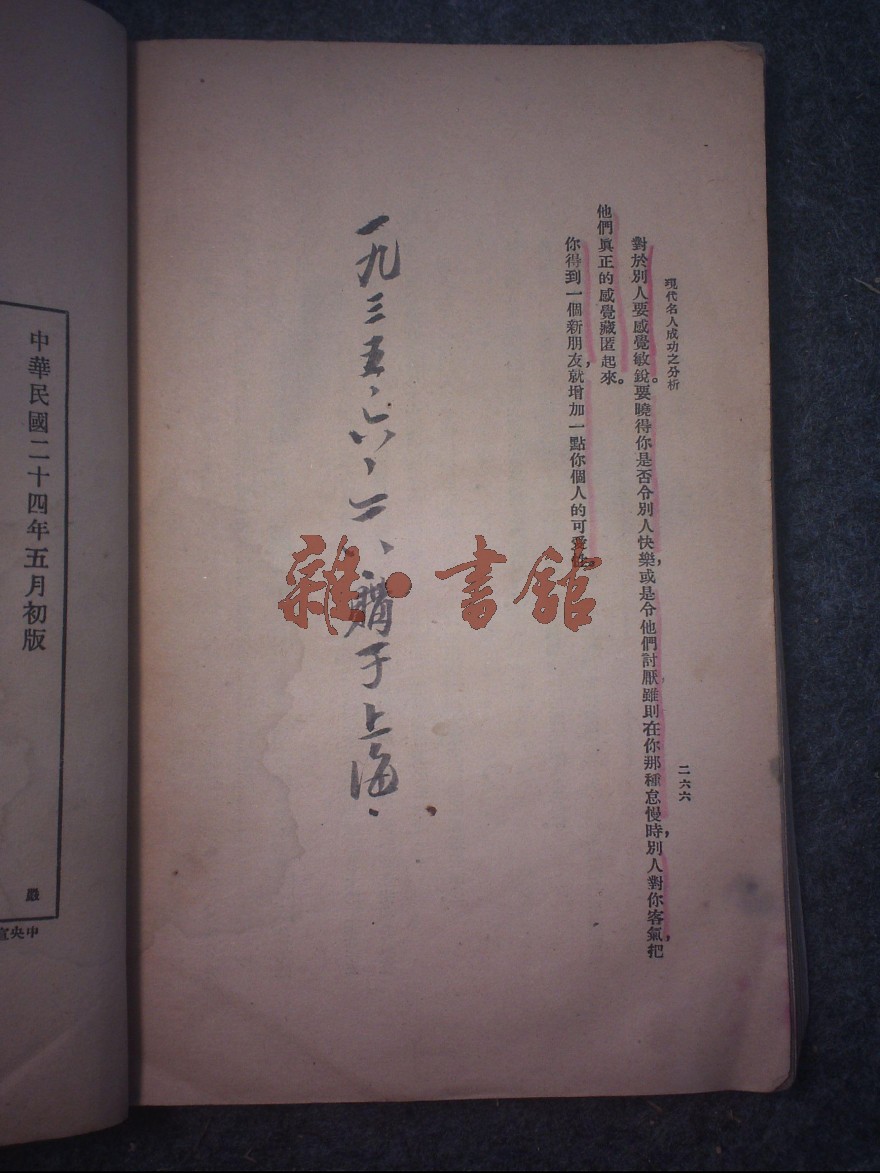 現代名人成功之分析
二六六
對於別人要感覺敏銳。要曉得你是否令別人快樂，或是令他們討厭，雖則在你那種怠慢時，別人對你客氣，把
他們眞正的感覺藏匿起來。
你得到一個新朋友，就增加一點你個人的可愛性。
一九三五、六、二八、購于上海、
雜·書館
中華民國二十四年五月初版
中央宣